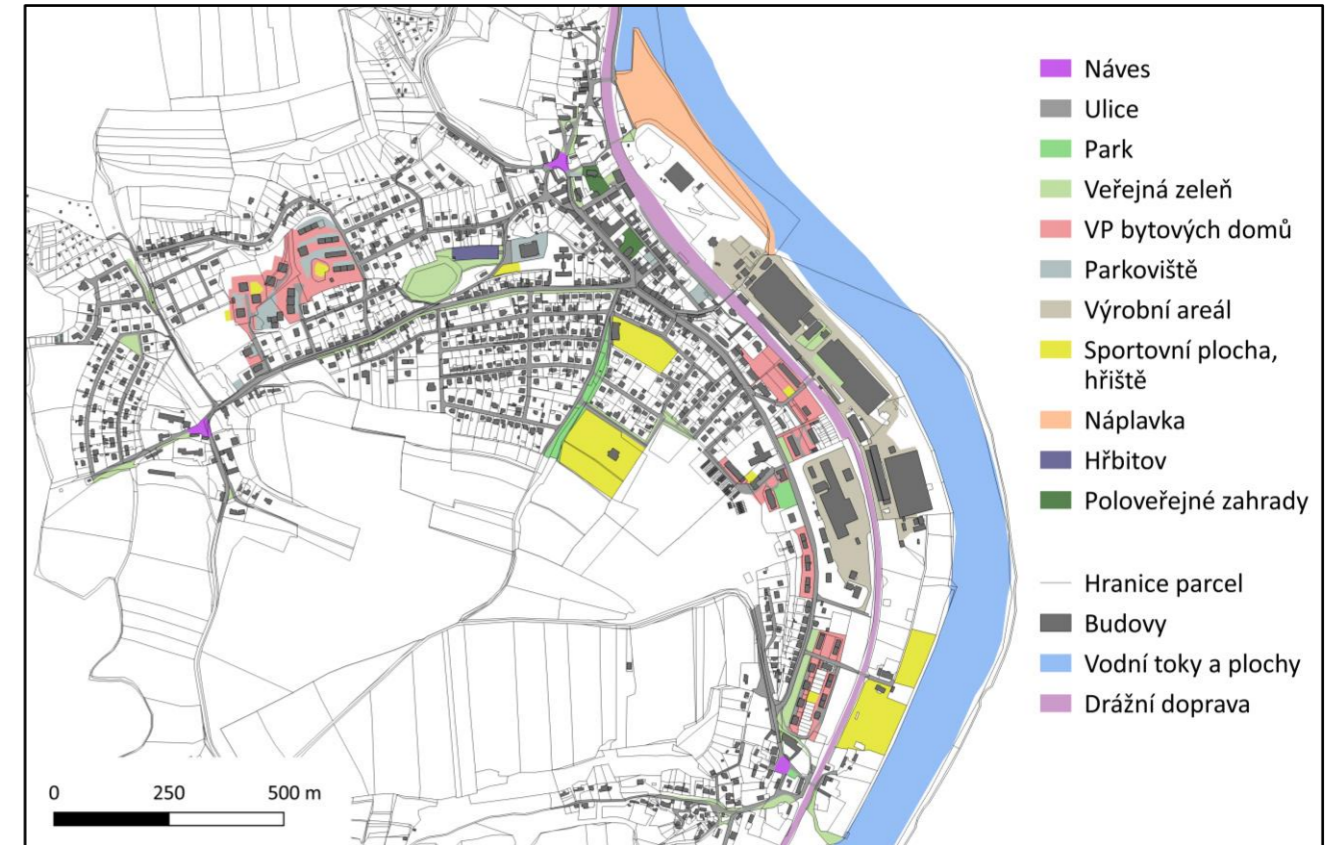 Náves
Ulice
Park
Veřejná zeleň
VP bytových domů
Parkoviště
Výrobní areál
Sportovní plocha,
hřiště
Náplavka
Hřbitov
Poloveřejné zahrady
Hranice parcel
Budovy
Vodní toky a plochy
Drážní doprava
0 250 500 m